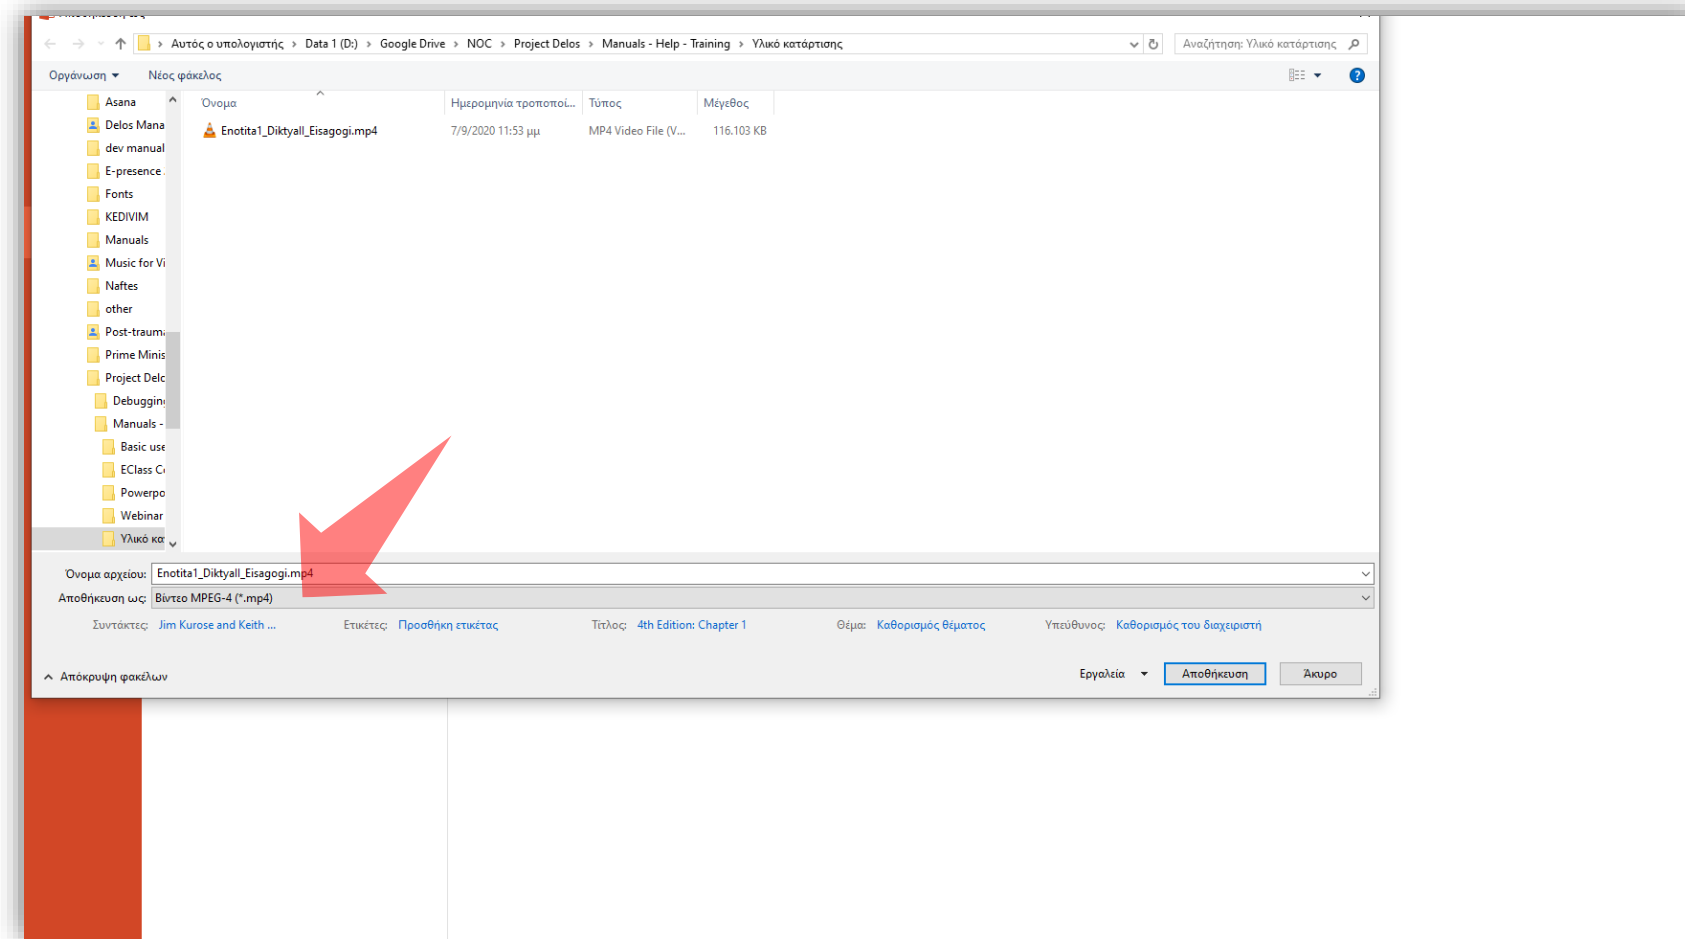 Αυτός ο υπολογιστής › Data 1 (D:) › Google Drive › NOC › Project Delos › Manuals - Help - Training › Υλικό κατάρτισης
Αναζήτηση: Υλικό κατάρτισης
Οργάνωση Νέος φάκελος
Όνομα Ημερομηνία τροποποί... Τύπος Μέγεθος
Enotita1_Diktyall_Eisagogi.mp4 7/9/2020 11:53 μμ MP4 Video File (V... 116.103 KB
Asana
Delos Mana
dev manual
E-presence
Fonts
KEDIVIM
Manuals
Music for Vi
Naftes
other
Post-trauma
Prime Minis
Project Delo
Debugging
Manuals -
Basic use
EClass Co
Powerpo
Webinar
Υλικό κα
Όνομα αρχείου: Enotita1_Diktyall_Eisagogi.mp4
Αποθήκευση ως: Βίντεο MPEG-4 (*.mp4)
Συντάκτες: Jim Kurose and Keith ... Ετικέτες: Προσθήκη ετικέτας Τίτλος: 4th Edition: Chapter 1 Θέμα: Καθορισμός θέματος Υπεύθυνος: Καθορισμός του διαχειριστή
Απόκρυψη φακέλων Εργαλεία Αποθήκευση Άκυρο